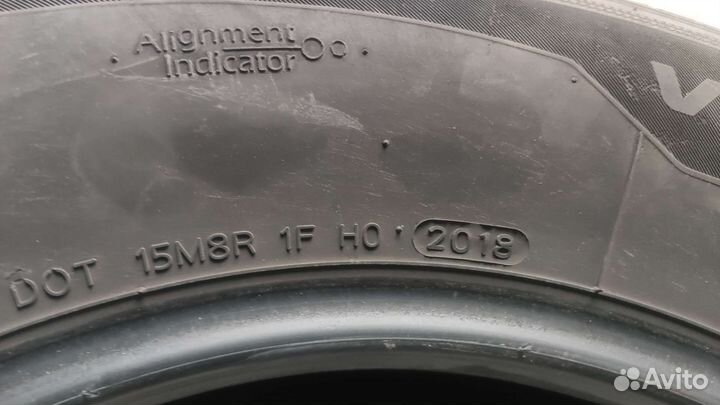 Alignment
Indicator
V
DOT 15M8R 1F H0 2018
Avito